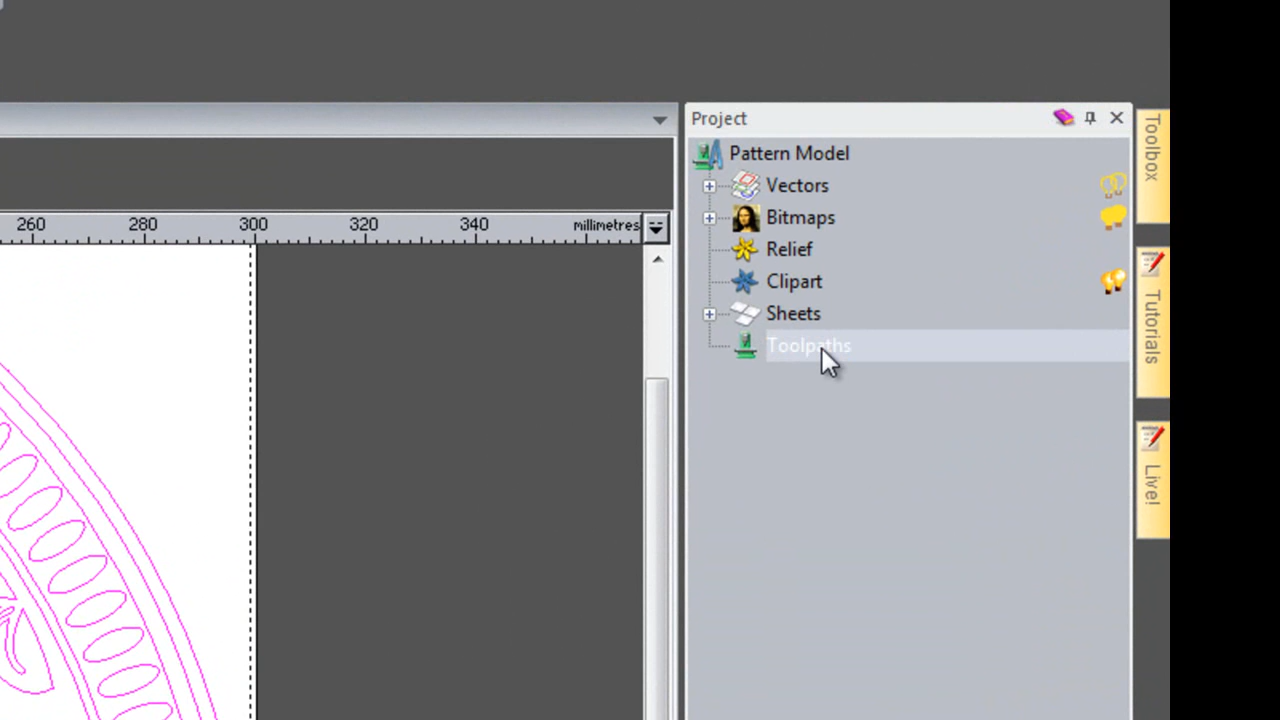 Project
Pattern Model
Vectors
Bitmaps
Relief
Clipart
Sheets
Toolpaths
260 280 300 320 340 millimetres
Toolbox
Tutorials
Live!